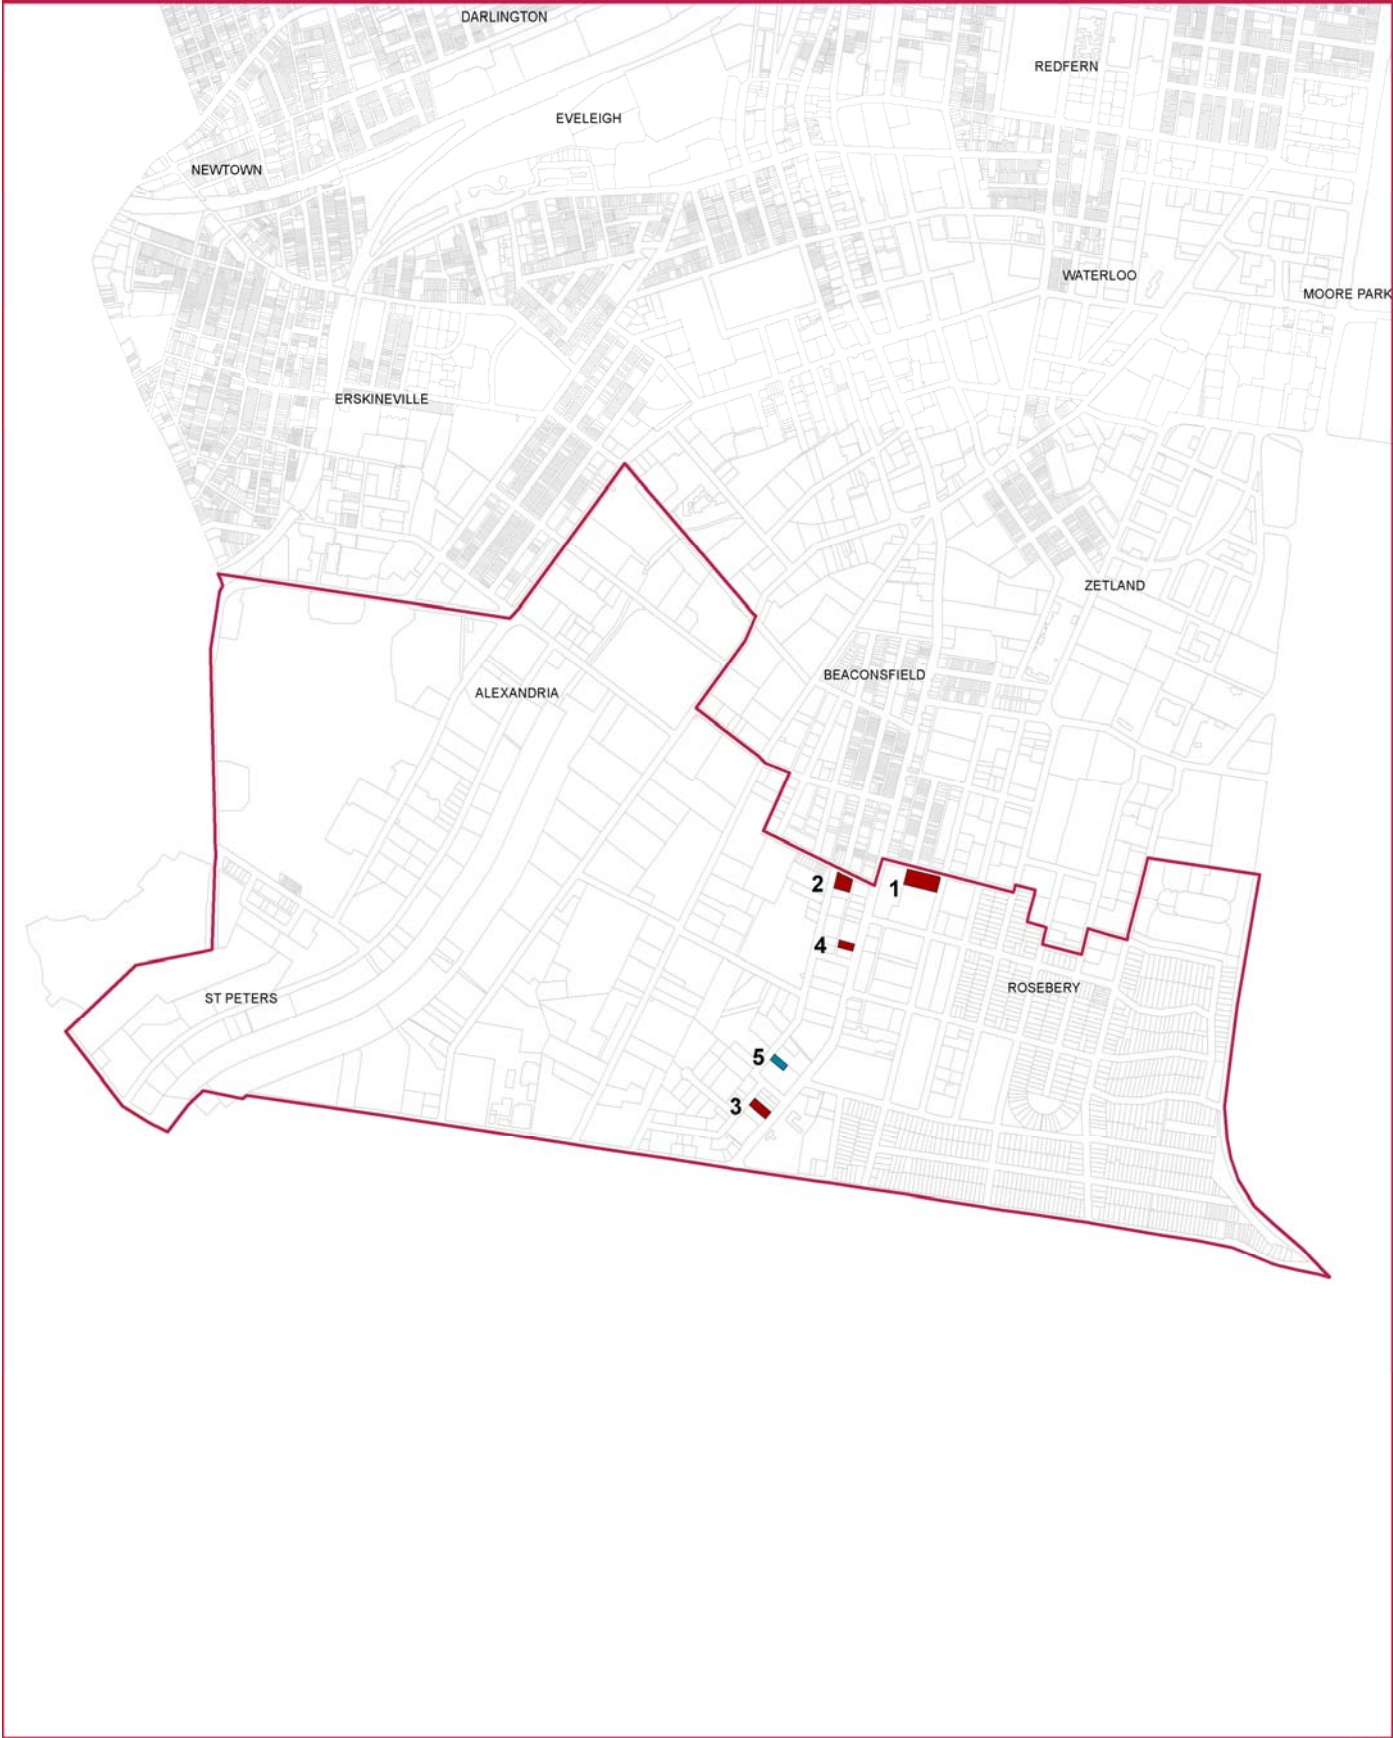 DARLINGTON
REDFERN
EVELEIGH
NEWTOWN
WATERLOO
MOORE PARK
ERSKINEVILLE
ZETLAND
BEACONSFIELD
ALEXANDRIA
2
1
4
ROSEBERY
ST PETERS
5
3